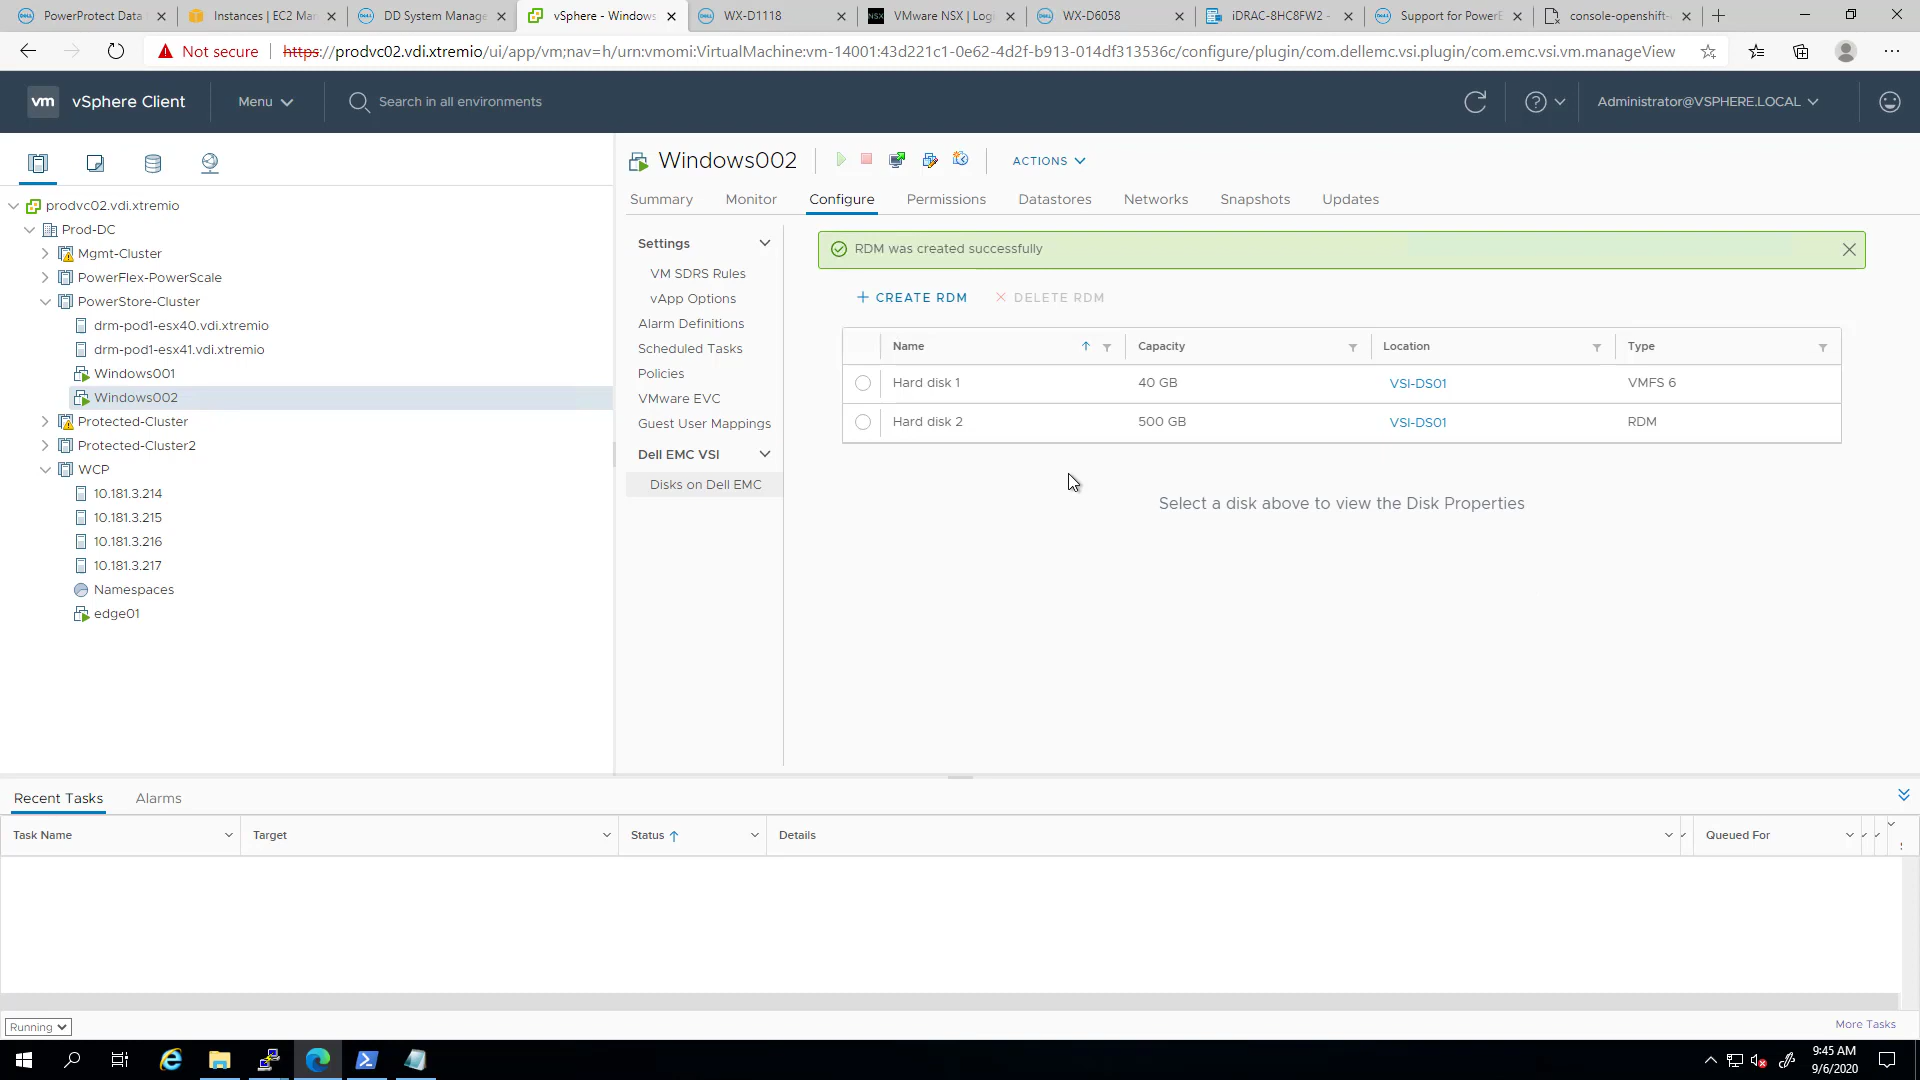 PowerProtect Data
Instances | EC2 Mar
DD System Manage
vSphere - Windows
WX-D1118
VMware NSX | Logi
WX-D6058
iDRAC-8HC8FW2 -
Support for PowerE
console-openshift-
Not secure
https://prodvc02.vdi.xtremio/ui/app/vm;nav=h/urn:vmomi:VirtualMachine:vm-14001:43d221c1-0e62-4d2f-b913-014df313536c/configure/plugin/com.dellemc.vsi.plugin/com.emc.vsi.vm.manageView
vm
vSphere Client
Menu
Search in all environments
Administrator@VSPHERE.LOCAL
prodvc02.vdi.xtremio
Prod-DC
Mgmt-Cluster
PowerFlex-PowerScale
PowerStore-Cluster
drm-pod1-esx40.vdi.xtremio
drm-pod1-esx41.vdi.xtremio
Windows001
Windows002
Protected-Cluster
Protected-Cluster2
WCP
10.181.3.214
10.181.3.215
10.181.3.216
10.181.3.217
Namespaces
edge01
Windows002
ACTIONS
Summary
Monitor
Configure
Permissions
Datastores
Networks
Snapshots
Updates
Settings
VM SDRS Rules
vApp Options
Alarm Definitions
Scheduled Tasks
Policies
VMware EVC
Guest User Mappings
Dell EMC VSI
Disks on Dell EMC
RDM was created successfully
CREATE RDM
DELETE RDM
Name Capacity Location Type
Hard disk 1 40 GB VSI-DS01 VMFS 6
Hard disk 2 500 GB VSI-DS01 RDM
Select a disk above to view the Disk Properties
Recent Tasks
Alarms
Task Name Target Status Details Queued For
Running
More Tasks
9:45 AM
9/6/2020